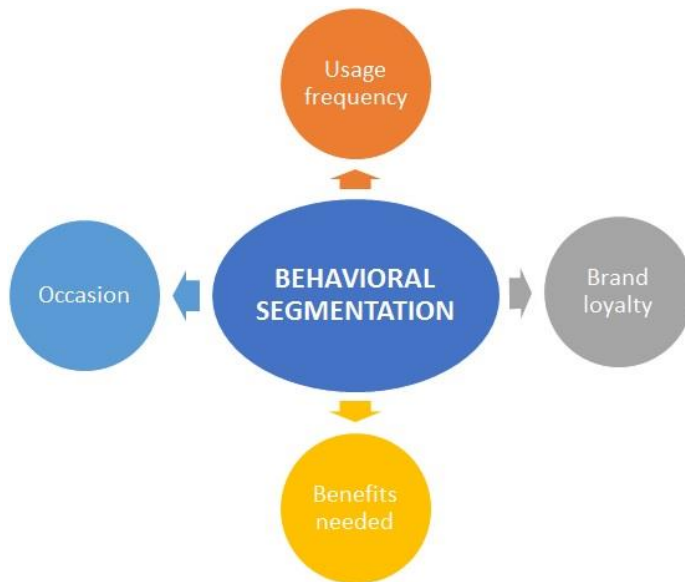 Usage
frequency
Occasion
BEHAVIORAL
SEGMENTATION
Brand
loyalty
Benefits
needed